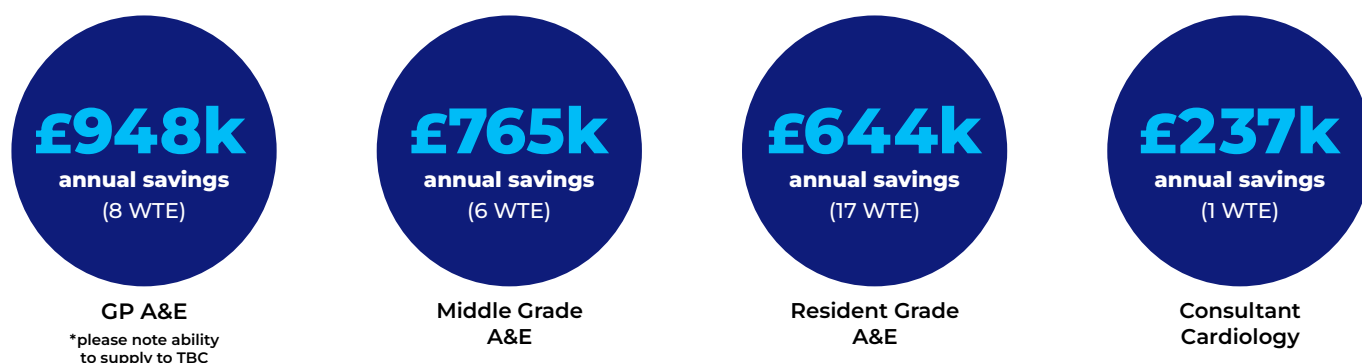 £948k
annual savings
(8 WTE)
GP A&E
*please note ability
to supply to TBC
£765k
annual savings
(6 WTE)
Middle Grade
A&E
£644k
annual savings
(17 WTE)
Resident Grade
A&E
£237k
annual savings
(1 WTE)
Consultant
Cardiology